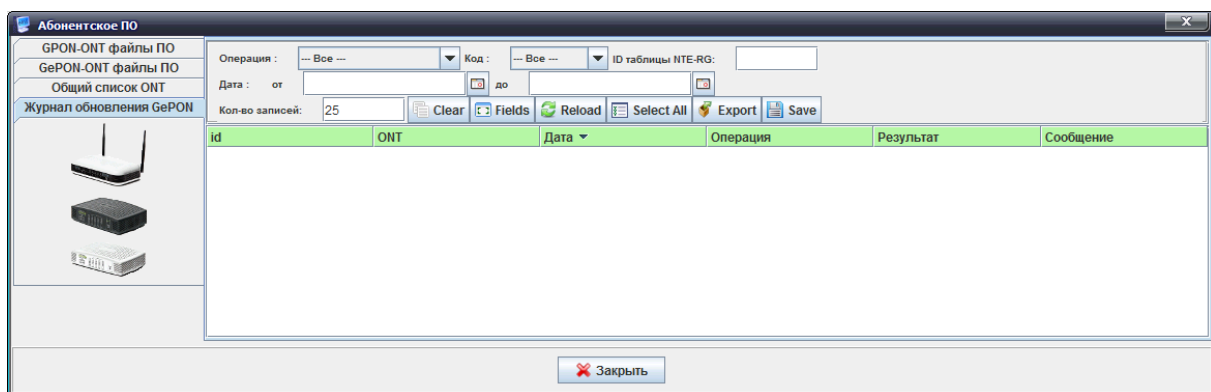 Абонентское ПО
GPON-ONT файлы ПО
GePON-ONT файлы ПО
Общий список ONT
Журнал обновления GePON
Операция : --- Все --- Код : --- Все --- ID таблицы NTE-RG:
Дата : от до
Кол-во записей: 25 Clear Fields Reload Select All Export Save
id ONT Дата Операция Результат Сообщение
Закрыть